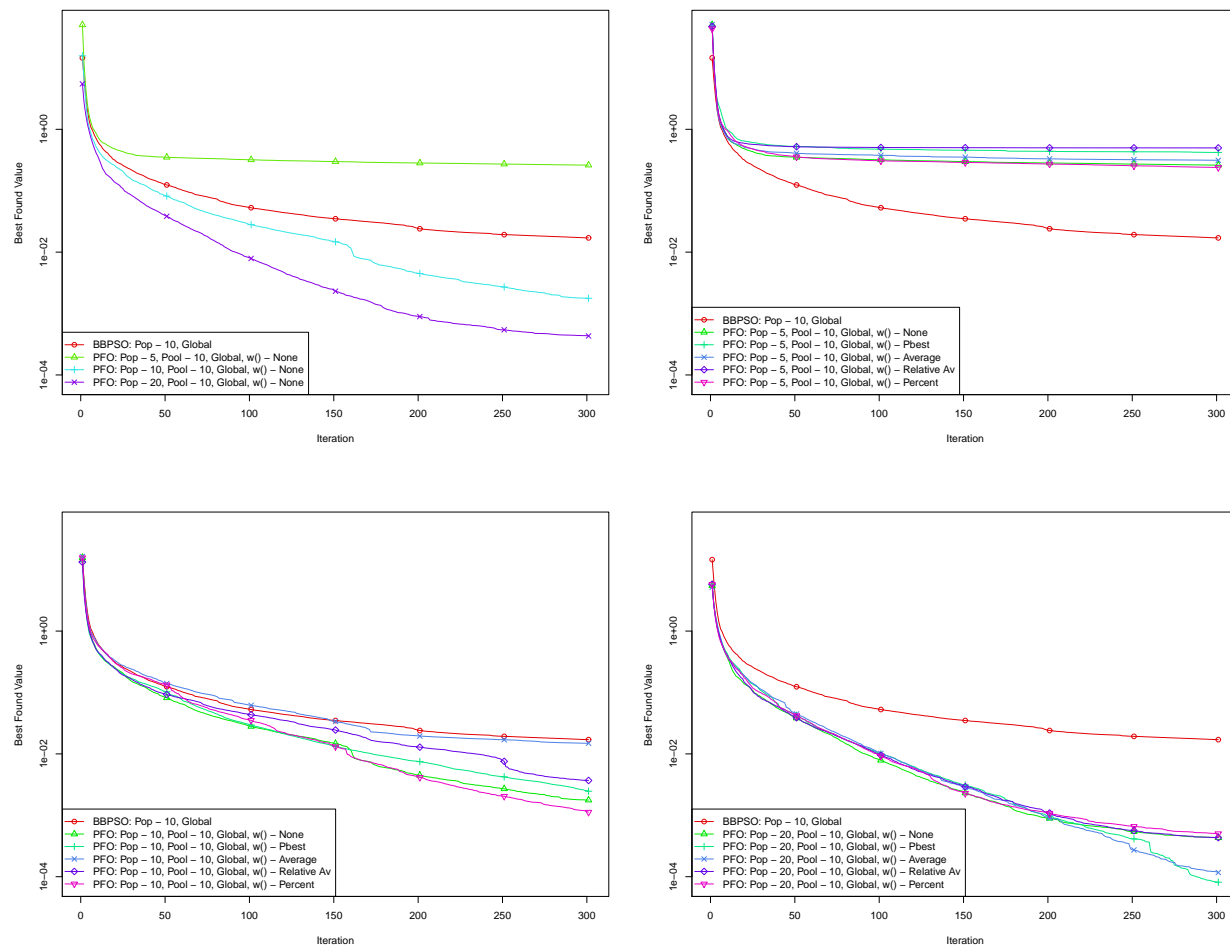 Best Found Value
1e+00
1e-02
1e-04
BBPSO: Pop - 10, Global
PFO: Pop - 5, Pool - 10, Global, w() - None
PFO: Pop - 10, Pool - 10, Global, w() - None
PFO: Pop - 20, Pool - 10, Global, w() - None
0 50 100 150 200 250 300
Iteration
Best Found Value
1e+00
1e-02
1e-04
BBPSO: Pop - 10, Global
PFO: Pop - 5, Pool - 10, Global, w() - None
PFO: Pop - 5, Pool - 10, Global, w() - Pbest
PFO: Pop - 5, Pool - 10, Global, w() - Average
PFO: Pop - 5, Pool - 10, Global, w() - Relative Av
PFO: Pop - 5, Pool - 10, Global, w() - Percent
0 50 100 150 200 250 300
Iteration
Best Found Value
1e+00
1e-02
1e-04
BBPSO: Pop - 10, Global
PFO: Pop - 10, Pool - 10, Global, w() - None
PFO: Pop - 10, Pool - 10, Global, w() - Pbest
PFO: Pop - 10, Pool - 10, Global, w() - Average
PFO: Pop - 10, Pool - 10, Global, w() - Relative Av
PFO: Pop - 10, Pool - 10, Global, w() - Percent
0 50 100 150 200 250 300
Iteration
Best Found Value
1e+00
1e-02
1e-04
BBPSO: Pop - 10, Global
PFO: Pop - 20, Pool - 10, Global, w() - None
PFO: Pop - 20, Pool - 10, Global, w() - Pbest
PFO: Pop - 20, Pool - 10, Global, w() - Average
PFO: Pop - 20, Pool - 10, Global, w() - Relative Av
PFO: Pop - 20, Pool - 10, Global, w() - Percent
0 50 100 150 200 250 300
Iteration